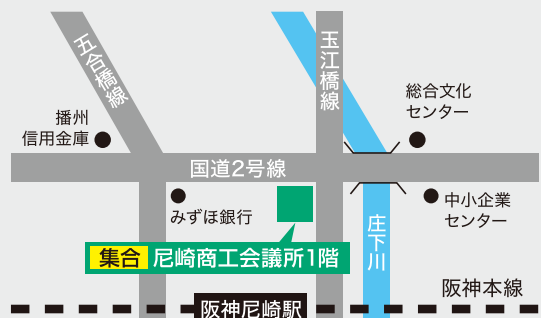 五合橋線
玉江橋線
総合文化
センター
播州
信用金庫
国道2号線
みずほ銀行
中小企業
センター
庄下川
集合 尼崎商工会議所1階
阪神本線
阪神尼崎駅